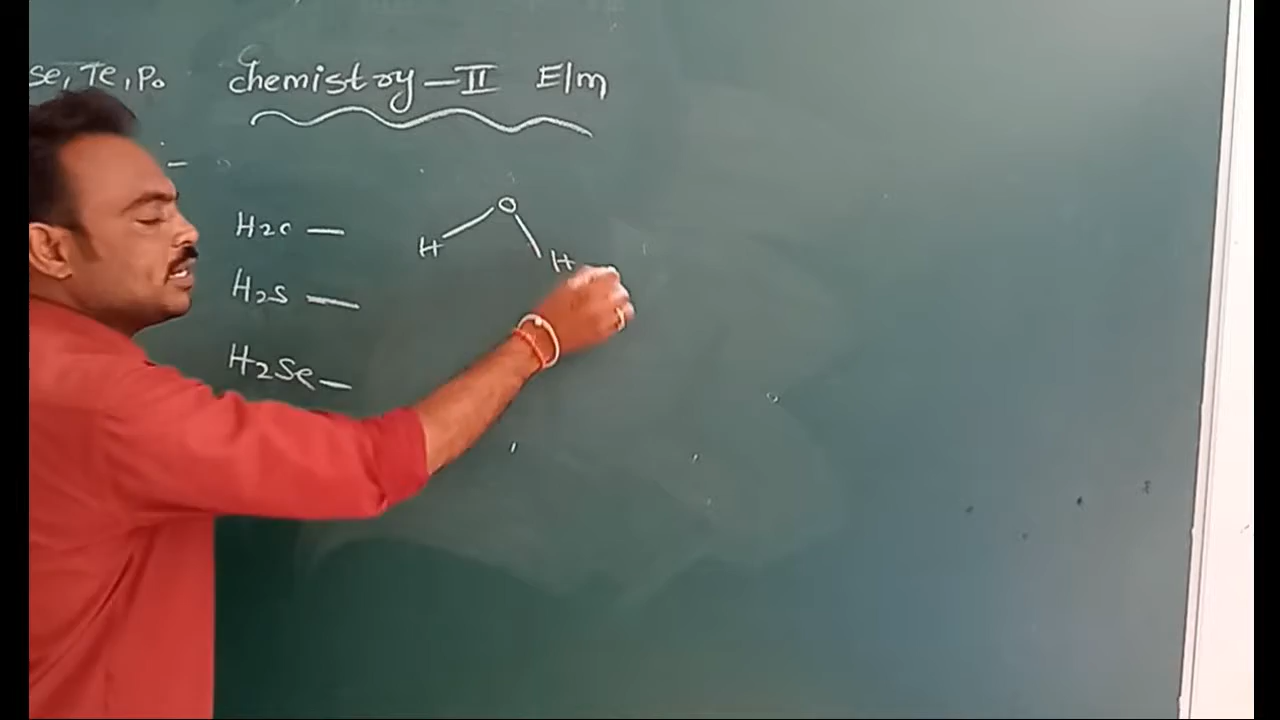 Se, Te, Po chemistry-II E/m
H2O —
H2S —
H2Se —
O
H
H